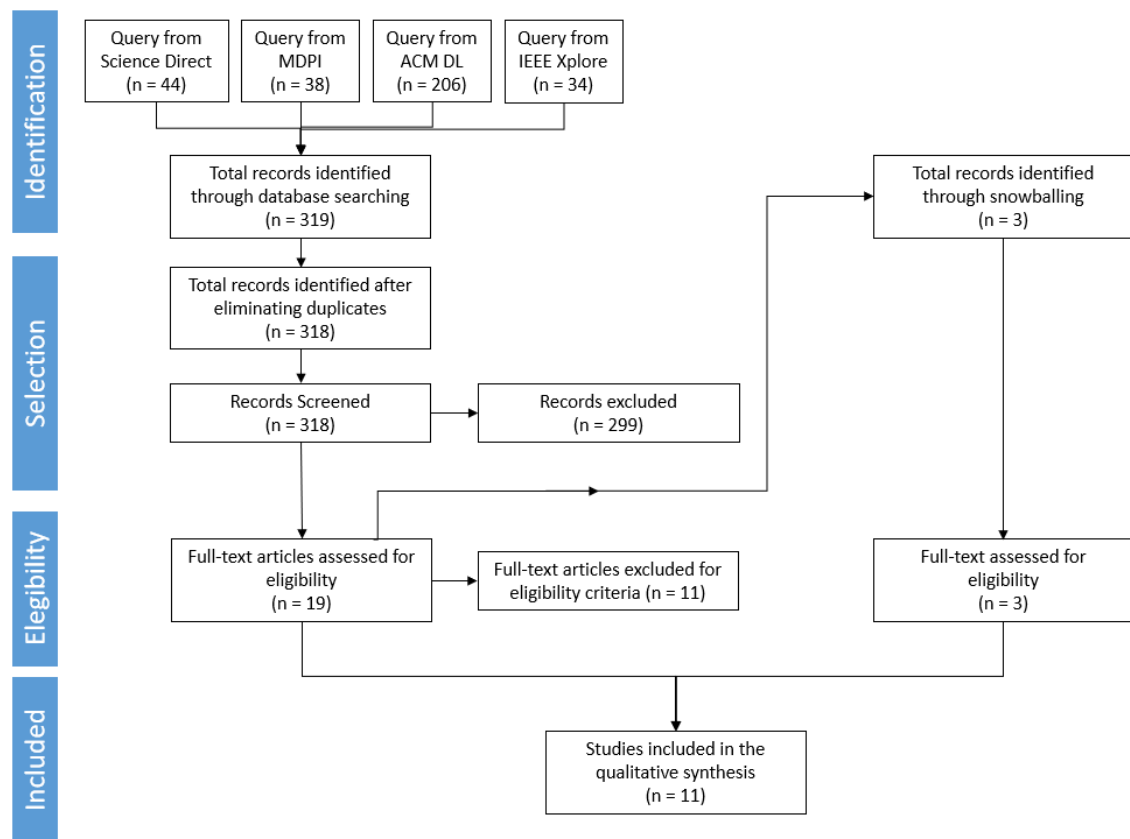 Identification
Query from
Science Direct
(n = 44)
Query from
MDPI
(n = 38)
Query from
ACM DL
(n = 206)
Query from
IEEE Xplore
(n = 34)
Total records identified
through database searching
(n = 319)
Total records identified
through snowballing
(n = 3)
Selection
Total records identified after
eliminating duplicates
(n = 318)
Records Screened
(n = 318)
Records excluded
(n = 299)
Elegibility
Full-text articles assessed for
eligibility
(n = 19)
Full-text articles excluded for
eligibility criteria (n = 11)
Full-text assessed for
eligibility
(n = 3)
Included
Studies included in the
qualitative synthesis
(n = 11)